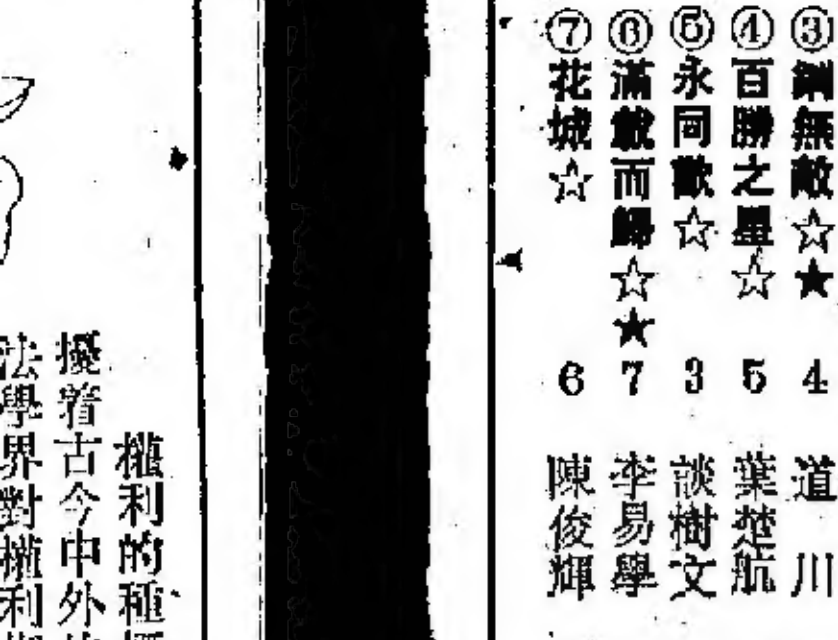 ③鋼無敵☆★ 4 道川
④百勝之星☆ 5 葉楚航
⑤永同歡☆ 3 談樹文
⑥滿載而歸☆★ 7 李易學
⑦花城☆ 6 陳俊輝
權利的種
擾着古今中外
法學界對權利